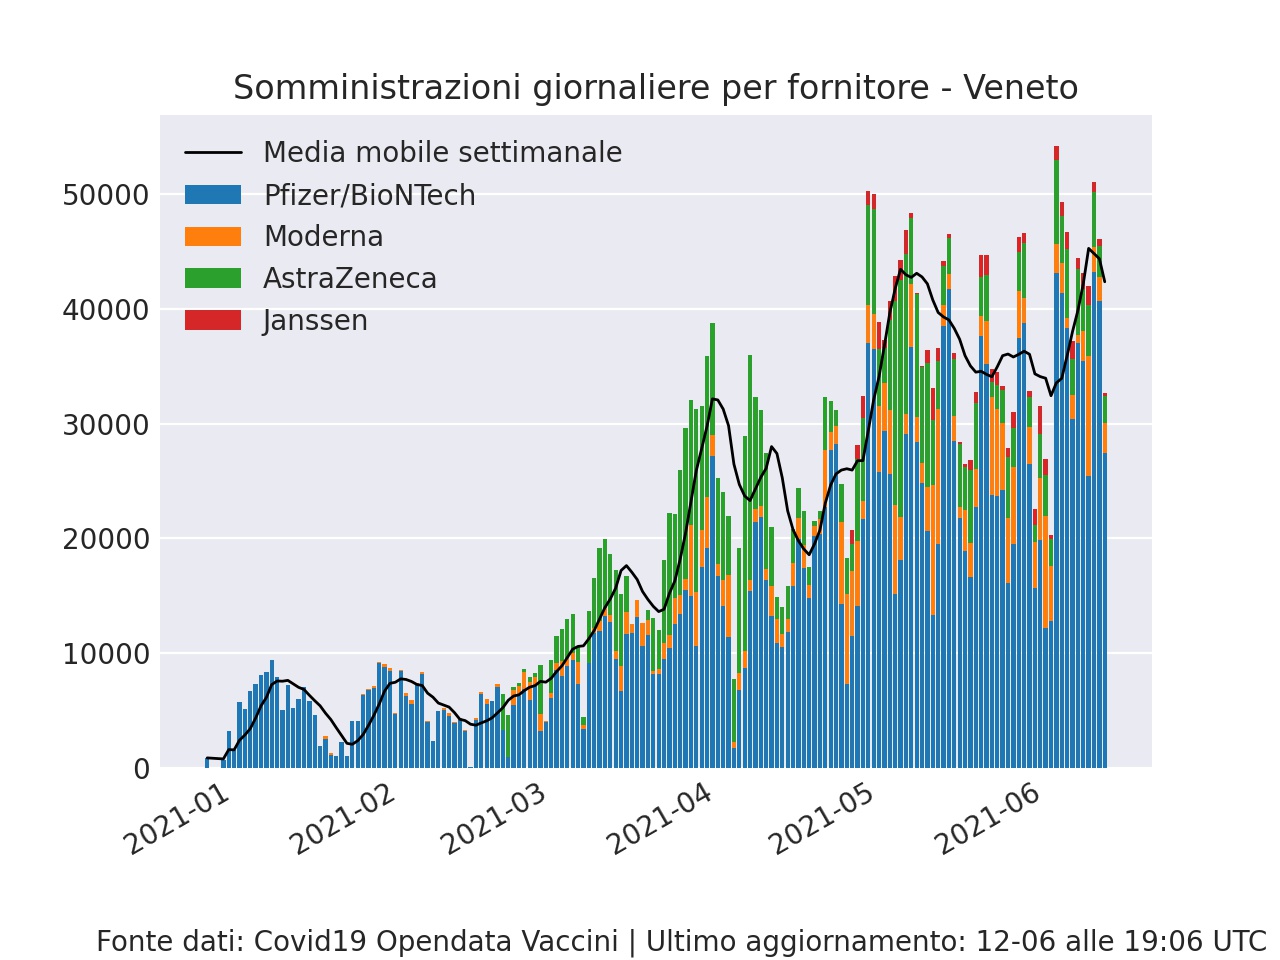 Somministrazioni giornaliere per fornitore - Veneto
Media mobile settimanale
Pfizer/BioNTech
Moderna
AstraZeneca
Janssen
50000
40000
30000
20000
10000
0
2021-01
2021-02
2021-03
2021-04
2021-05
2021-06
Fonte dati: Covid19 Opendata Vaccini | Ultimo aggiornamento: 12-06 alle 19:06 UTC